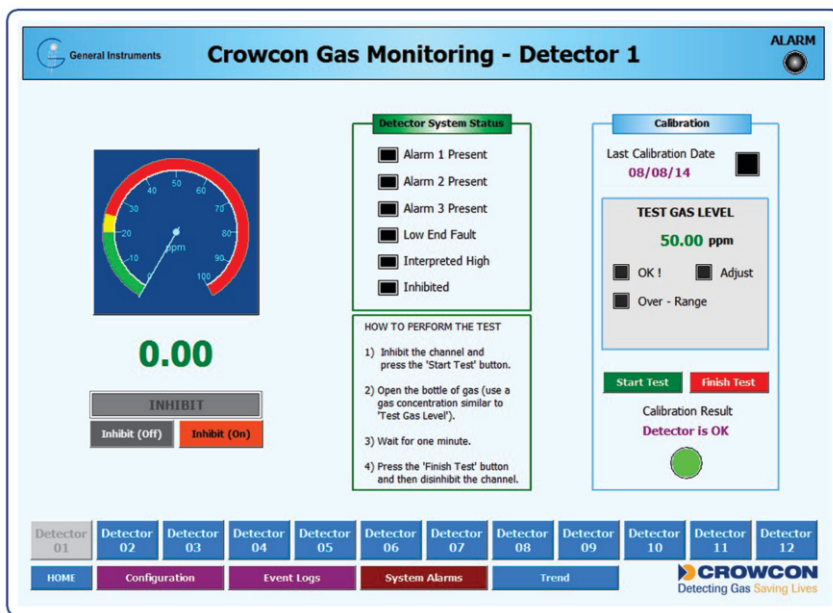 General Instruments
Crowcon Gas Monitoring - Detector 1
ALARM
0
10
20
30
40
50
60
70
80
90
100
ppm
0.00
INHIBIT
Inhibit (Off)
Inhibit (On)
Detector System Status
Alarm 1 Present
Alarm 2 Present
Alarm 3 Present
Low End Fault
Interpreted High
Inhibited
HOW TO PERFORM THE TEST
1) Inhibit the channel and
press the 'Start Test' button.
2) Open the bottle of gas (use a
gas concentration similar to
'Test Gas Level').
3) Wait for one minute.
4) Press the 'Finish Test' button
and then disinhibit the channel.
Calibration
Last Calibration Date
08/08/14
TEST GAS LEVEL
50.00 ppm
OK !
Adjust
Over - Range
Start Test
Finish Test
Calibration Result
Detector is OK
Detector
01
Detector
02
Detector
03
Detector
04
Detector
05
Detector
06
Detector
07
Detector
08
Detector
09
Detector
10
Detector
11
Detector
12
HOME
Configuration
Event Logs
System Alarms
Trend
CROWCON
Detecting Gas Saving Lives